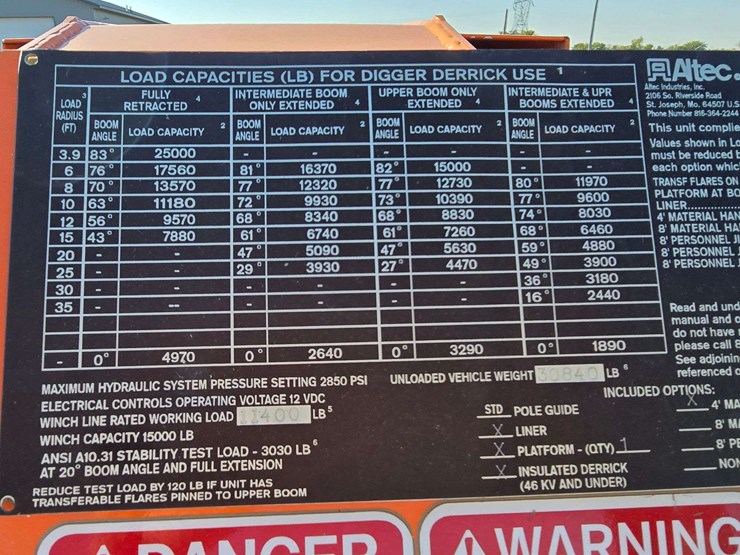 LOAD CAPACITIES (LB) FOR DIGGER DERRICK USE 1
LOAD RADIUS (FT) 3 | FULLY RETRACTED 4 | INTERMEDIATE BOOM ONLY EXTENDED 4 | UPPER BOOM ONLY EXTENDED 4 | INTERMEDIATE & UPR BOOMS EXTENDED 4
BOOM ANGLE | LOAD CAPACITY 2 | BOOM ANGLE | LOAD CAPACITY 2 | BOOM ANGLE | LOAD CAPACITY 2 | BOOM ANGLE | LOAD CAPACITY 2
3.9 83° 25000 - - - - - -
6 76° 17560 81° 16370 82° 15000 - -
8 70° 13570 77° 12320 77° 12730 80° 11970
10 63° 11180 72° 9930 73° 10390 77° 9600
12 56° 9570 68° 8340 68° 8830 74° 8030
15 43° 7880 61° 6740 61° 7260 68° 6460
20 - - 47° 5090 47° 5630 59° 4880
25 - - 29° 3930 27° 4470 49° 3900
30 - - - - - - 36° 3180
35 - -- - - - - 16° 2440
- 0° 4970 0° 2640 0° 3290 0° 1890
MAXIMUM HYDRAULIC SYSTEM PRESSURE SETTING 2850 PSI
ELECTRICAL CONTROLS OPERATING VOLTAGE 12 VDC
WINCH LINE RATED WORKING LOAD 11400 LB 5
WINCH CAPACITY 15000 LB
ANSI A10.31 STABILITY TEST LOAD - 3030 LB 6
AT 20° BOOM ANGLE AND FULL EXTENSION
REDUCE TEST LOAD BY 120 LB IF UNIT HAS
TRANSFERABLE FLARES PINNED TO UPPER BOOM
UNLOADED VEHICLE WEIGHT 30840 LB 6
INCLUDED OPTIONS:
STD POLE GUIDE
X LINER
X PLATFORM - (QTY) 1
X INSULATED DERRICK
(46 KV AND UNDER)
X 4' MA
8' MA
8' PE
NON
Altec.
Altec Industries, Inc.
2106 So. Riverside Road
St. Joseph, Mo. 64507 U.S
Phone Number 816-364-2244
This unit complie
Values shown in Lo
must be reduced b
each option whic
TRANSF FLARES ON
PLATFORM AT BO
LINER
4' MATERIAL HAN
8' MATERIAL HA
8' PERSONNEL JI
8' PERSONNEL J
8' PERSONNEL J
Read and und
manual and o
do not have
please call 8
See adjoinin
referenced o
DANGER
WARNING